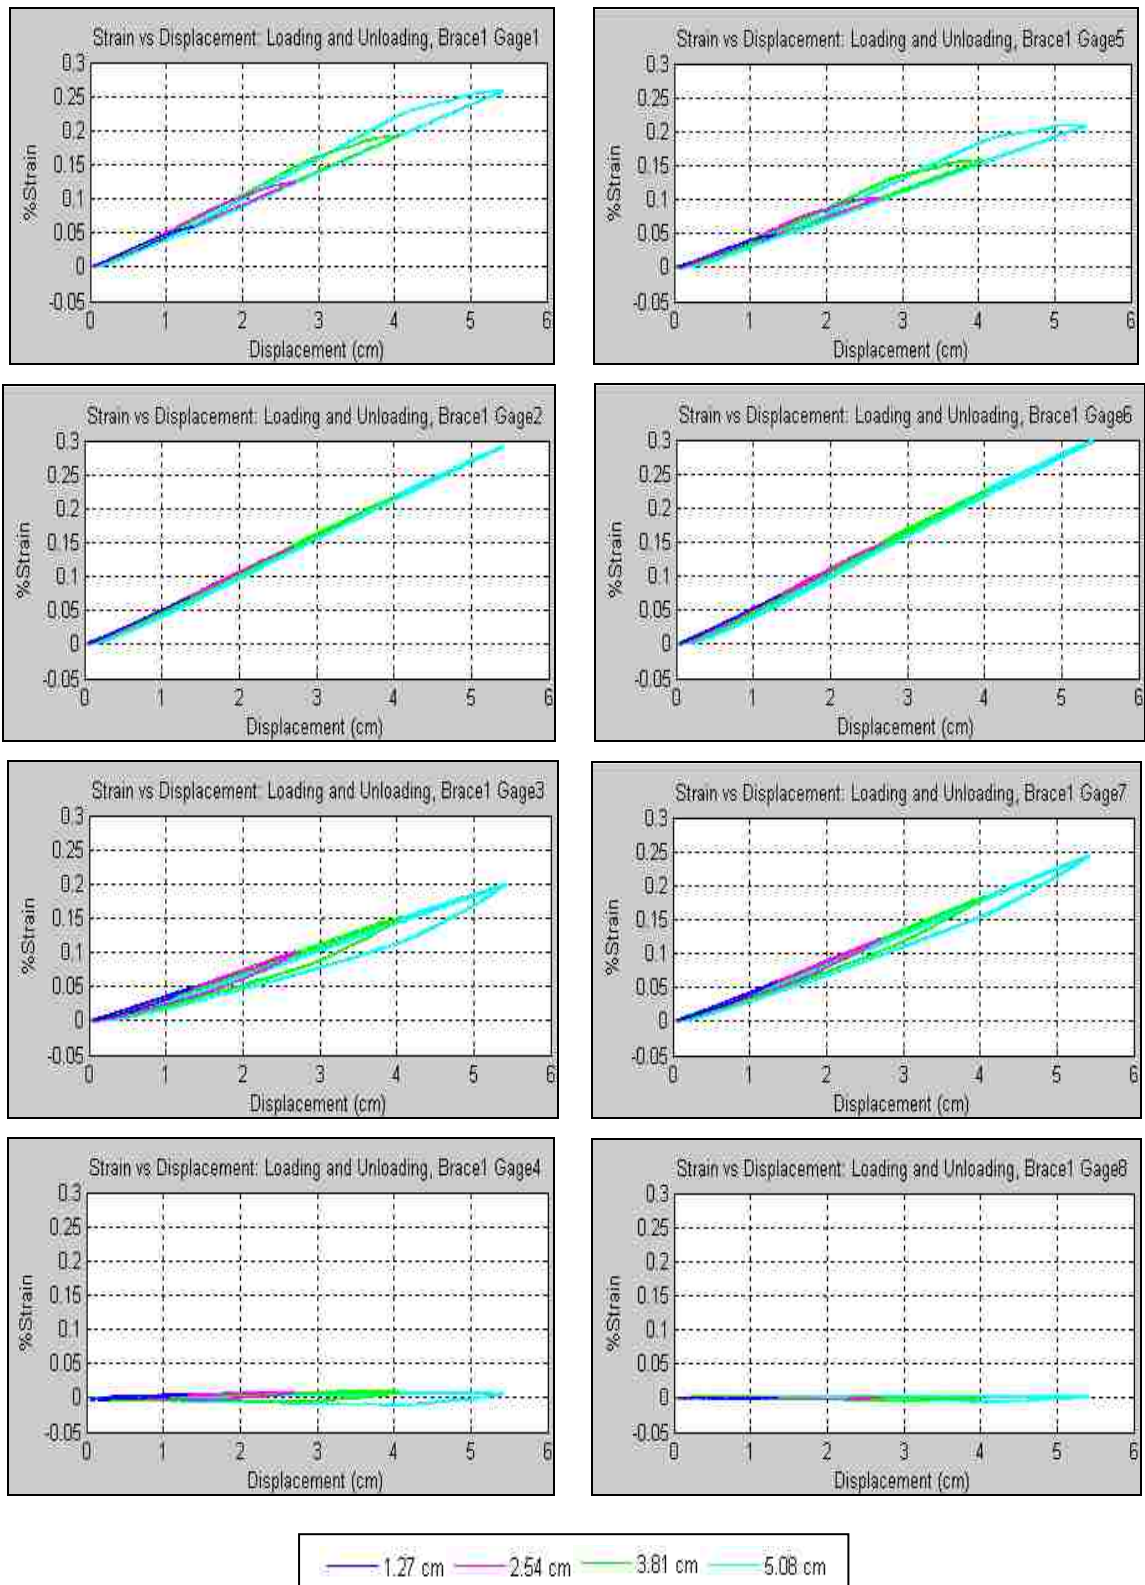 Strain vs Displacement: Loading and Unloading, Brace1 Gage1
0.3
0.25
0.2
0.15
0.1
0.05
0
-0.05
%Strain
0 1 2 3 4 5 6
Displacement (cm)
Strain vs Displacement: Loading and Unloading, Brace1 Gage5
0.3
0.25
0.2
0.15
0.1
0.05
0
-0.05
%Strain
0 1 2 3 4 5 6
Displacement (cm)
Strain vs Displacement: Loading and Unloading, Brace1 Gage2
0.3
0.25
0.2
0.15
0.1
0.05
0
-0.05
%Strain
0 1 2 3 4 5 6
Displacement (cm)
Strain vs Displacement: Loading and Unloading, Brace1 Gage6
0.3
0.25
0.2
0.15
0.1
0.05
0
-0.05
%Strain
0 1 2 3 4 5 6
Displacement (cm)
Strain vs Displacement: Loading and Unloading, Brace1 Gage3
0.3
0.25
0.2
0.15
0.1
0.05
0
-0.05
%Strain
0 1 2 3 4 5 6
Displacement (cm)
Strain vs Displacement: Loading and Unloading, Brace1 Gage7
0.3
0.25
0.2
0.15
0.1
0.05
0
-0.05
%Strain
0 1 2 3 4 5 6
Displacement (cm)
Strain vs Displacement: Loading and Unloading, Brace1 Gage4
0.3
0.25
0.2
0.15
0.1
0.05
0
-0.05
%Strain
0 1 2 3 4 5 6
Displacement (cm)
Strain vs Displacement: Loading and Unloading, Brace1 Gage8
0.3
0.25
0.2
0.15
0.1
0.05
0
-0.05
%Strain
0 1 2 3 4 5 6
Displacement (cm)
1.27 cm 2.54 cm 3.81 cm 5.08 cm